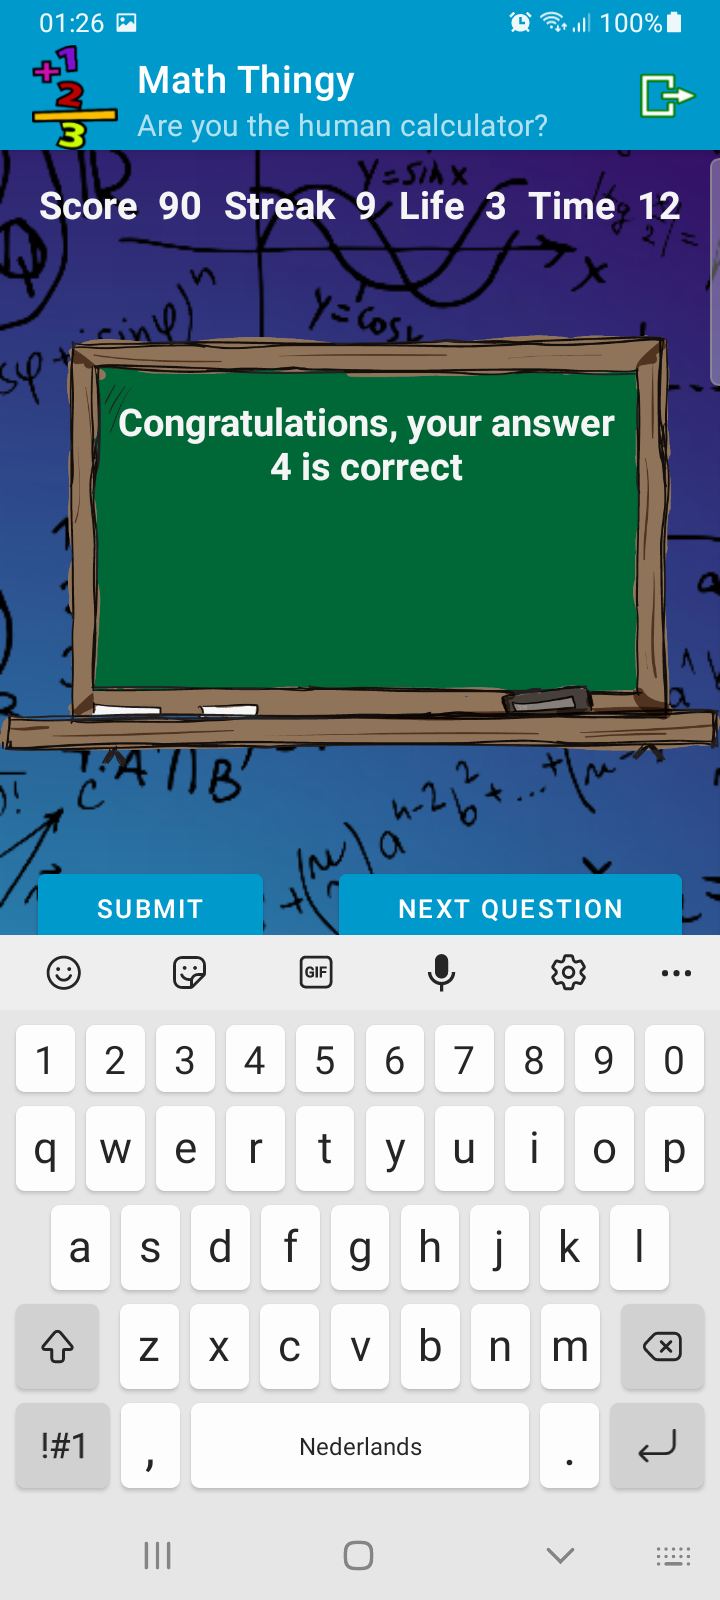 01:26 100%
+1
2
3
Math Thingy
Are you the human calculator?
Score 90 Streak 9 Life 3 Time 12
y=sinx
x
y=cosx
Congratulations, your answer
4 is correct
C A∩B
SUBMIT NEXT QUESTION
GIF
1 2 3 4 5 6 7 8 9 0
q w e r t y u i o p
a s d f g h j k l
z x c v b n m
!#1 , Nederlands .